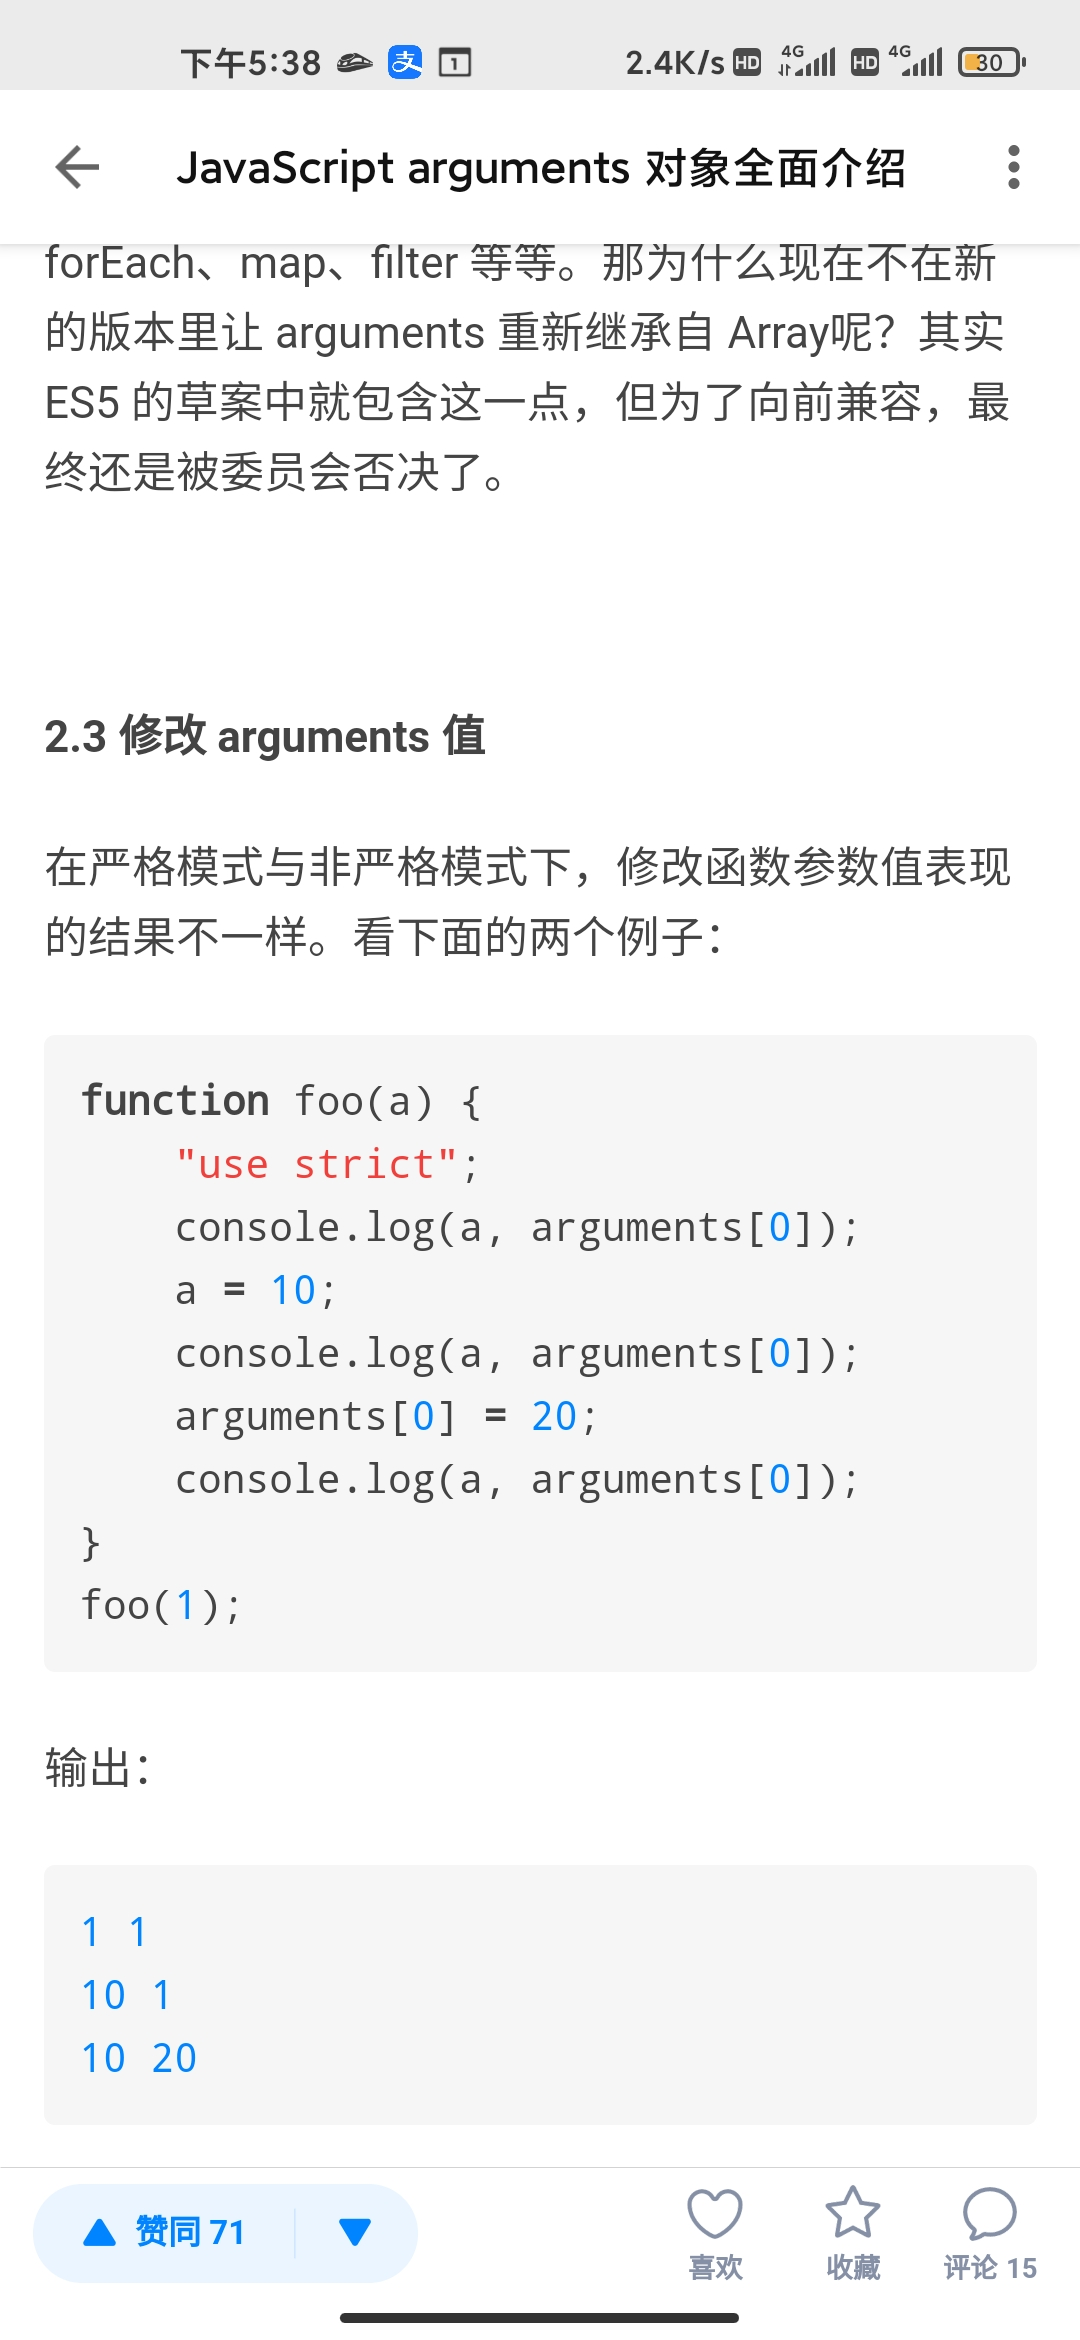 下午5:38 支 1 2.4K/s HD 4G HD 4G 30
JavaScript arguments 对象全面介绍
forEach、map、filter 等等。那为什么现在不在新
的版本里让 arguments 重新继承自 Array呢？其实
ES5 的草案中就包含这一点，但为了向前兼容，最
终还是被委员会否决了。
2.3 修改 arguments 值
在严格模式与非严格模式下，修改函数参数值表现
的结果不一样。看下面的两个例子：
function foo(a) {
    "use strict";
    console.log(a, arguments[0]);
    a = 10;
    console.log(a, arguments[0]);
    arguments[0] = 20;
    console.log(a, arguments[0]);
}
foo(1);
输出：
1 1
10 1
10 20
赞同 71
喜欢 收藏 评论 15